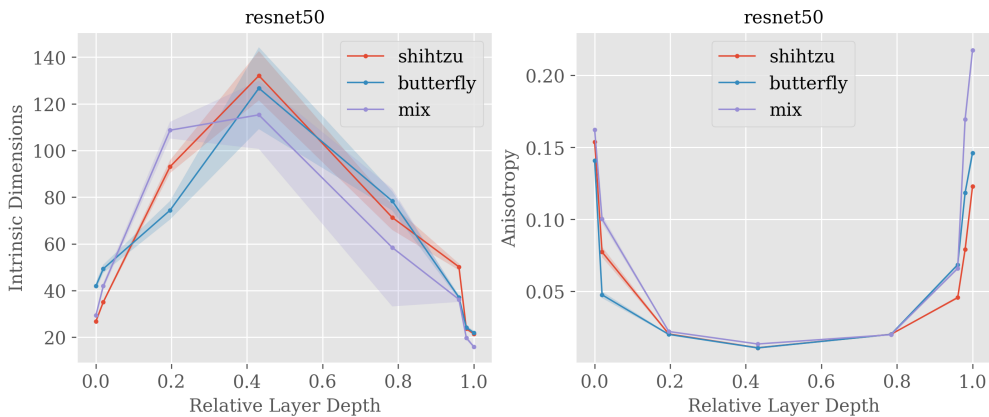 resnet50
Intrinsic Dimensions
140
120
100
80
60
40
20
shihtzu
butterfly
mix
0.0 0.2 0.4 0.6 0.8 1.0
Relative Layer Depth
resnet50
Anisotropy
0.20
0.15
0.10
0.05
shihtzu
butterfly
mix
0.0 0.2 0.4 0.6 0.8 1.0
Relative Layer Depth